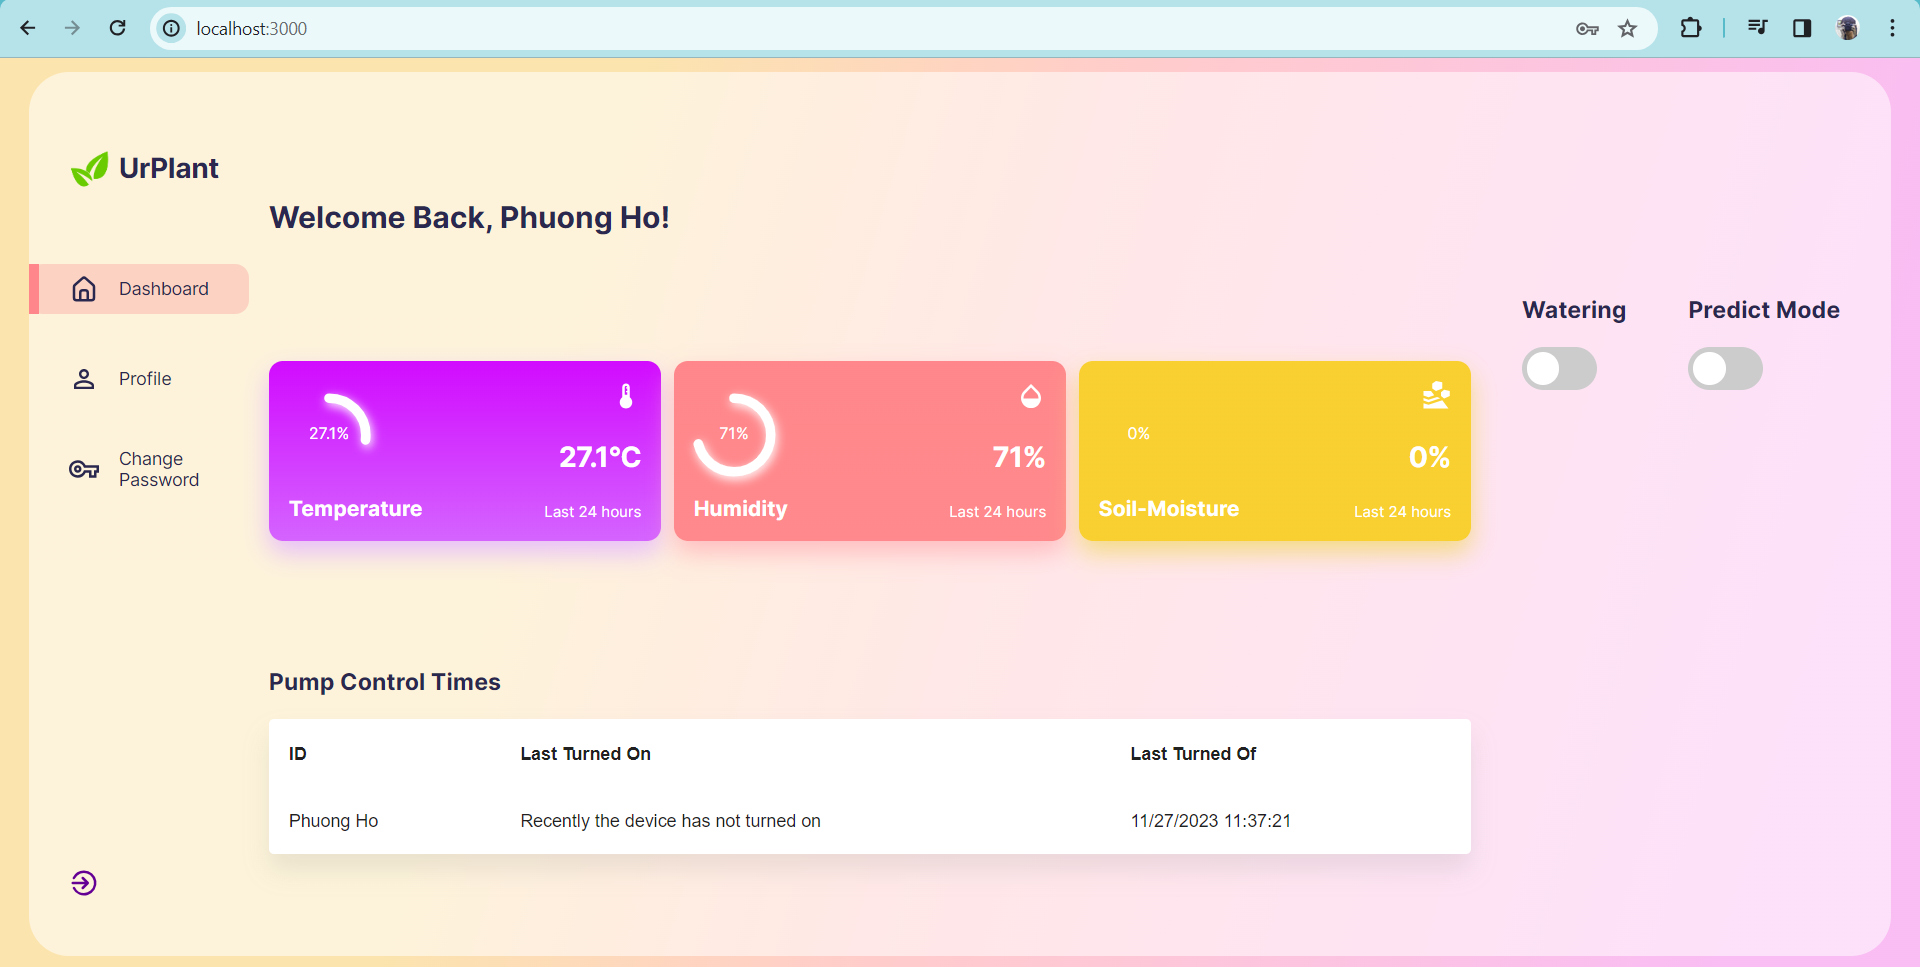 localhost:3000
UrPlant
Welcome Back, Phuong Ho!
Dashboard
Profile
Change
Password
Watering
Predict Mode
27.1%
27.1°C
Temperature
Last 24 hours
71%
71%
Humidity
Last 24 hours
0%
0%
Soil-Moisture
Last 24 hours
Pump Control Times
ID Last Turned On Last Turned Of
Phuong Ho Recently the device has not turned on 11/27/2023 11:37:21